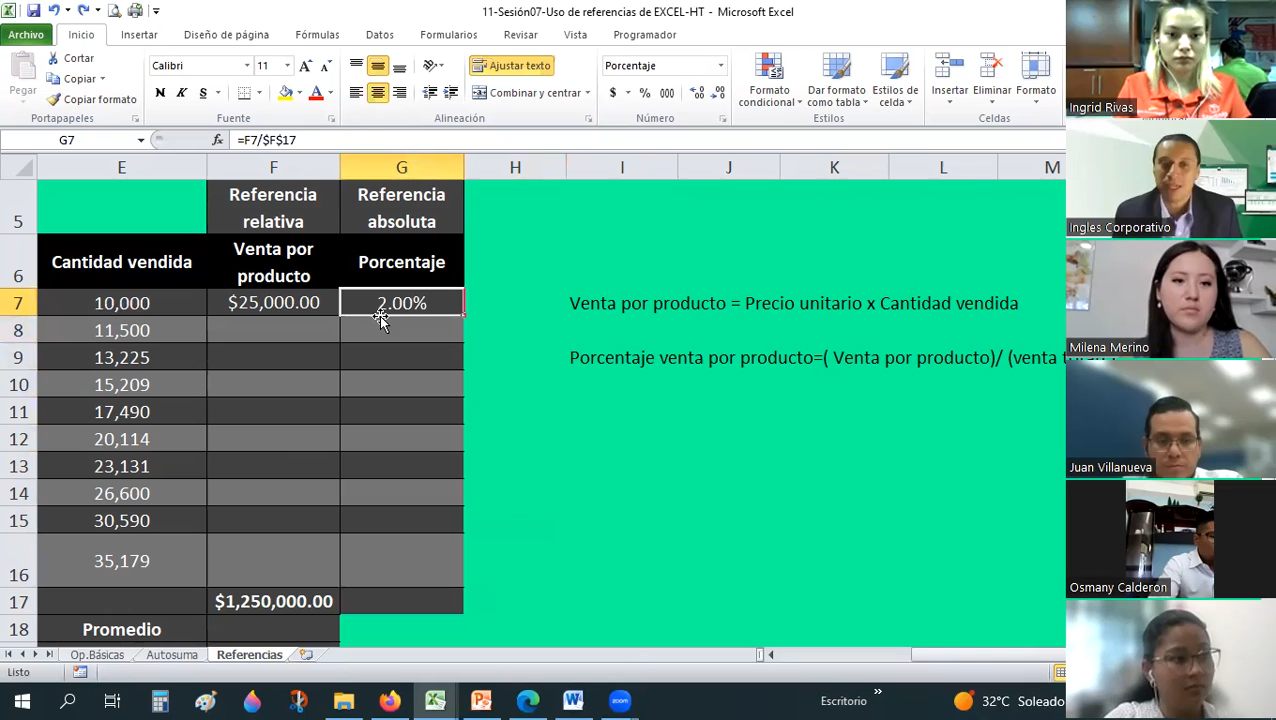 11-Sesión07-Uso de referencias de EXCEL-HT - Microsoft Excel
Archivo Inicio Insertar Diseño de página Fórmulas Datos Formularios Revisar Vista Programador
Pegar
Cortar
Copiar
Copiar formato
Portapapeles
Calibri 11
N K S
Fuente
Ajustar texto
Combinar y centrar
Alineación
Porcentaje
$ % 000
Número
Formato condicional
Dar formato como tabla
Estilos de celda
Estilos
Insertar Eliminar Formato
Celdas
G7 fx =F7/$F$17
E F G H I J K L M
5 Referencia relativa Referencia absoluta
6 Cantidad vendida Venta por producto Porcentaje
7 10,000 $25,000.00 2.00% Venta por producto = Precio unitario x Cantidad vendida
8 11,500
9 13,225 Porcentaje venta por producto=( Venta por producto)/ (venta
10 15,209
11 17,490
12 20,114
13 23,131
14 26,600
15 30,590
16 35,179
17 $1,250,000.00
18 Promedio
Op.Básicas Autosuma Referencias
Listo
Escritorio
32°C Soleado
zoom
Ingrid Rivas
Ingles Corporativo
Milena Merino
Juan Villanueva
Osmany Calderon